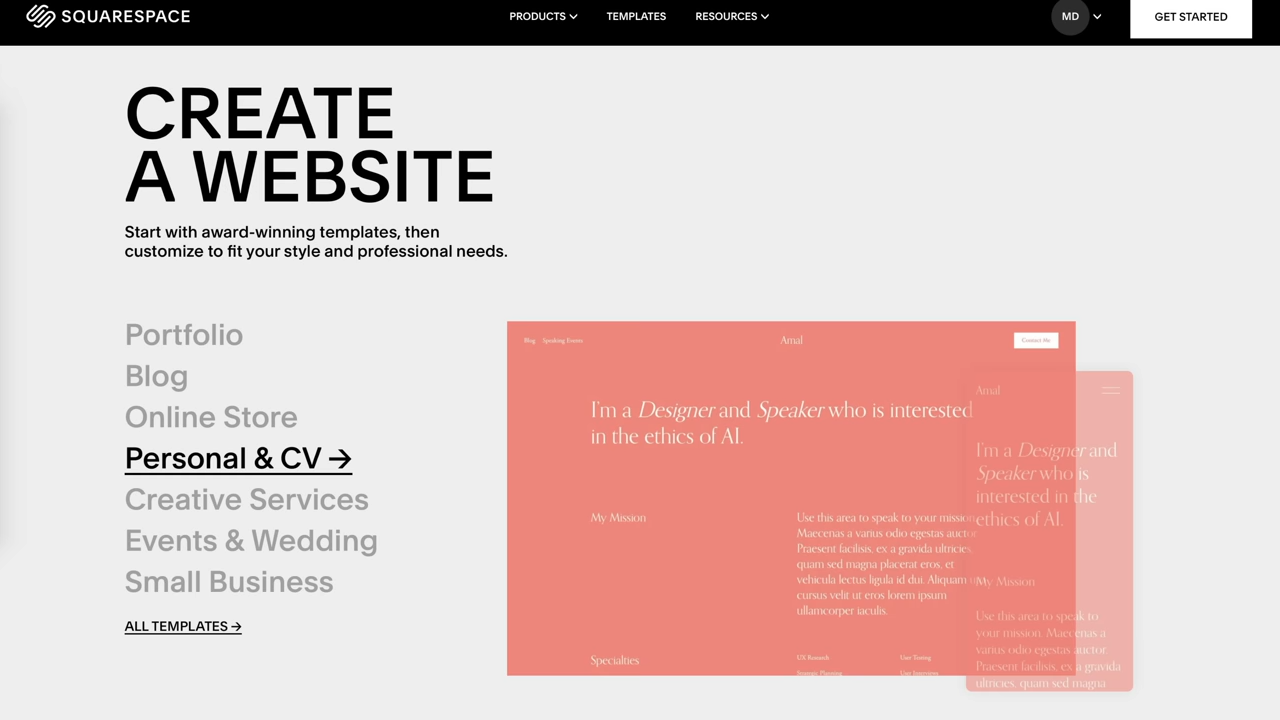 SQUARESPACE
PRODUCTS
TEMPLATES
RESOURCES
MD
GET STARTED
CREATE
A WEBSITE
Start with award-winning templates, then
customize to fit your style and professional needs.
Portfolio
Blog
Online Store
Personal & CV →
Creative Services
Events & Wedding
Small Business
ALL TEMPLATES →
Blog
Speaking Events
Amal
Contact Me
I'm a Designer and Speaker who is interested
in the ethics of AI.
My Mission
Use this area to speak to your mission.
Maecenas a varius odio egestas auctor.
Praesent facilisis, ex a gravida ultricies,
quam sed magna placerat eros, et
vehicula lectus ligula id dui. Aliquam
cursus velit ut eros lorem ipsum
ullamcorper iaculis.
Specialties
UX Research
User Testing
Strategic Planning
User Interviews
Amal
I'm a Designer and
Speaker who is
interested in the
ethics of AI.
My Mission
Use this area to speak to
your mission. Maecenas a
varius odio egestas auctor.
Praesent facilisis, ex a gravida
ultricies, quam sed magna